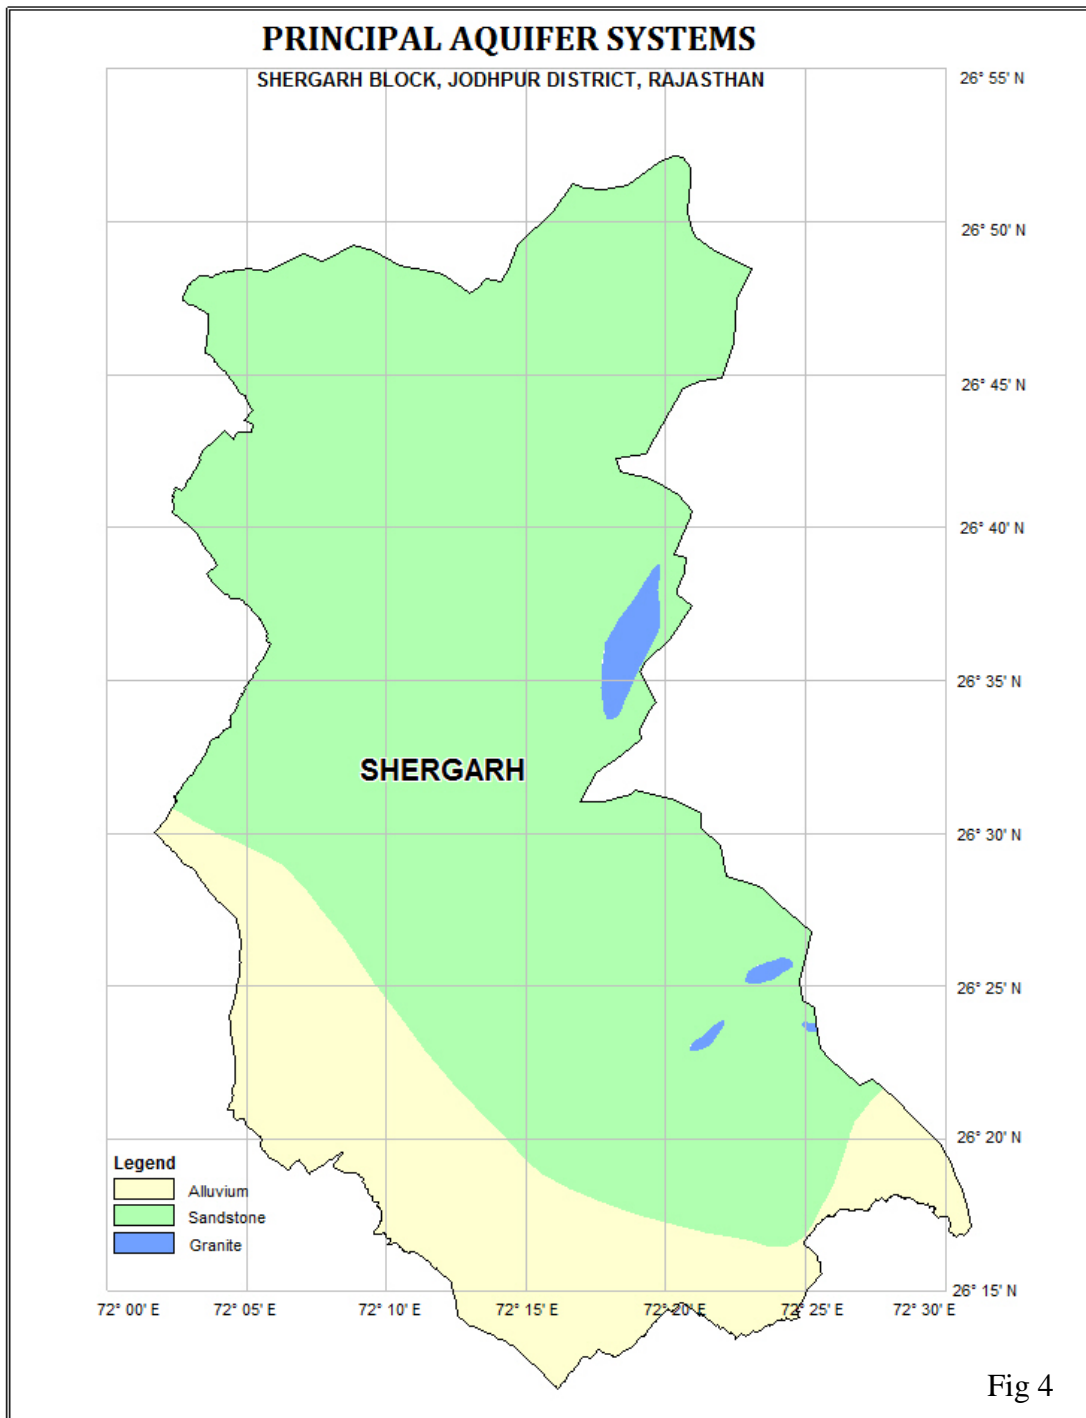 PRINCIPAL AQUIFER SYSTEMS
SHERGARH BLOCK, JODHPUR DISTRICT, RAJASTHAN
26° 55' N
26° 50' N
26° 45' N
26° 40' N
26° 35' N
SHERGARH
26° 30' N
26° 25' N
26° 20' N
Legend
Alluvium
Sandstone
Granite
26° 15' N
72° 00' E 72° 05' E 72° 10' E 72° 15' E 72° 20' E 72° 25' E 72° 30' E
Fig 4